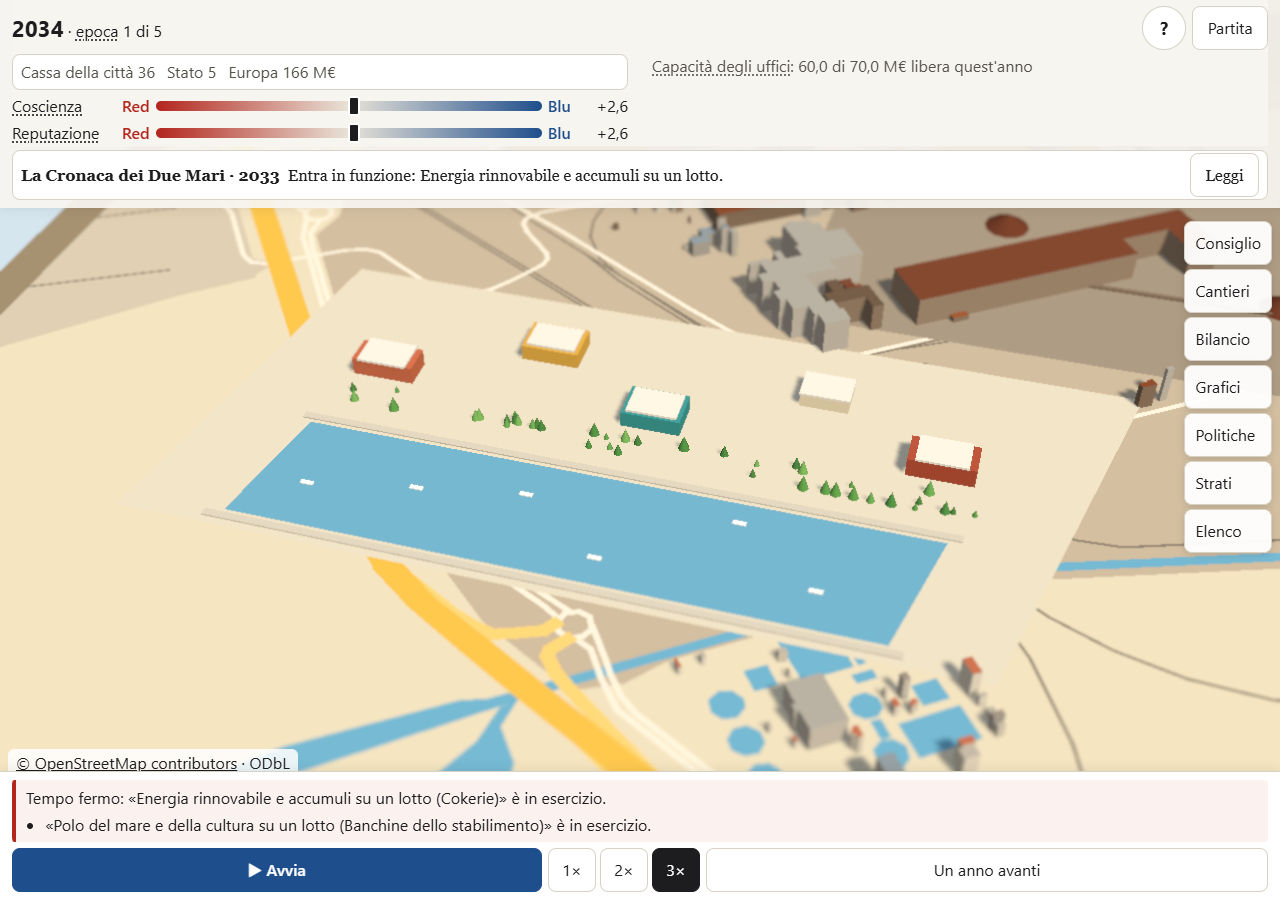 2034 · epoca 1 di 5
?
Partita
Cassa della città 36 Stato 5 Europa 166 M€
Capacità degli uffici: 60,0 di 70,0 M€ libera quest'anno
Coscienza Red Blu +2,6
Reputazione Red Blu +2,6
La Cronaca dei Due Mari · 2033 Entra in funzione: Energia rinnovabile e accumuli su un lotto.
Leggi
Consiglio
Cantieri
Bilancio
Grafici
Politiche
Strati
Elenco
© OpenStreetMap contributors · ODbL
Tempo fermo: «Energia rinnovabile e accumuli su un lotto (Cokerie)» è in esercizio.
• «Polo del mare e della cultura su un lotto (Banchine dello stabilimento)» è in esercizio.
▶ Avvia
1×
2×
3×
Un anno avanti